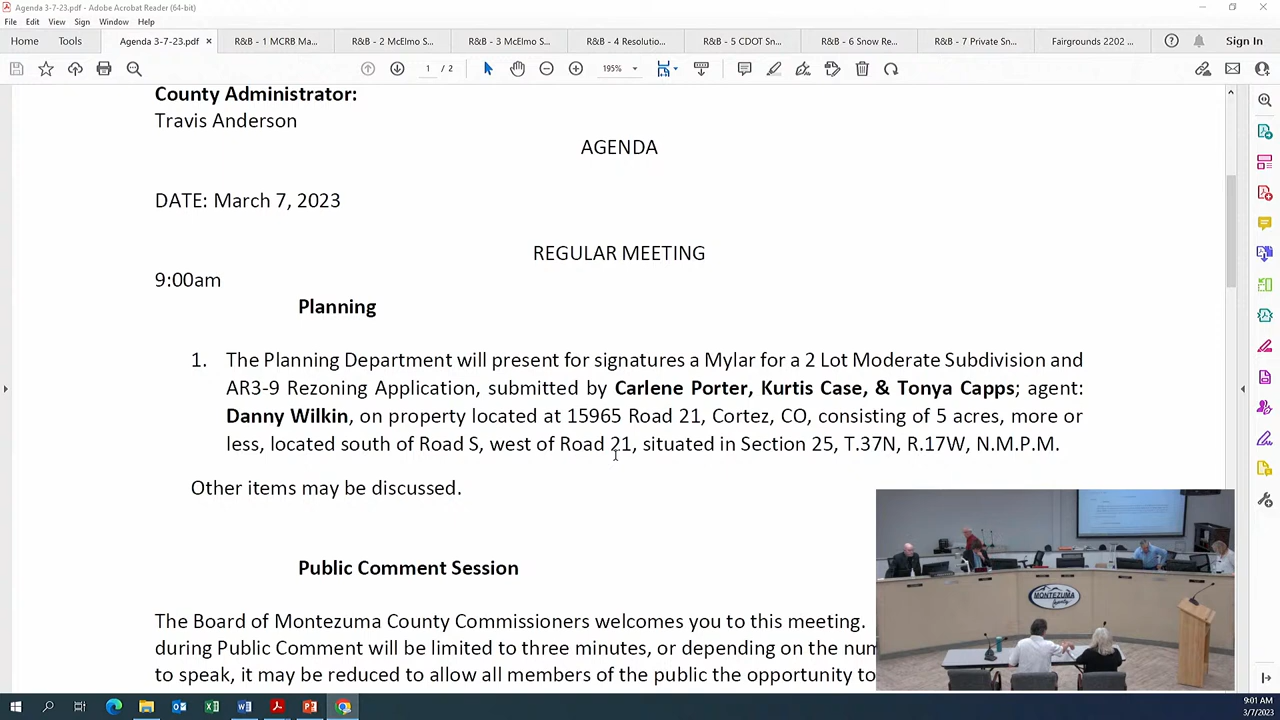 Agenda 3-7-23.pdf - Adobe Acrobat Reader (64-bit)
File Edit View Sign Window Help
Home Tools Agenda 3-7-23.pdf × R&B - 1 MCRB Ma... R&B - 2 McElmo S... R&B - 3 McElmo S... R&B - 4 Resolutio... R&B - 5 CDOT Sn... R&B - 6 Snow Re... R&B - 7 Private Sn... Fairgrounds 2202 ... Sign In
1 / 2 195%
County Administrator:
Travis Anderson
AGENDA
DATE: March 7, 2023
REGULAR MEETING
9:00am
Planning
1. The Planning Department will present for signatures a Mylar for a 2 Lot Moderate Subdivision and
AR3-9 Rezoning Application, submitted by Carlene Porter, Kurtis Case, & Tonya Capps; agent:
Danny Wilkin, on property located at 15965 Road 21, Cortez, CO, consisting of 5 acres, more or
less, located south of Road S, west of Road 21, situated in Section 25, T.37N, R.17W, N.M.P.M.
Other items may be discussed.
Public Comment Session
The Board of Montezuma County Commissioners welcomes you to this meeting.
during Public Comment will be limited to three minutes, or depending on the num
to speak, it may be reduced to allow all members of the public the opportunity to
MONTEZUMA
County
9:01 AM
3/7/2023